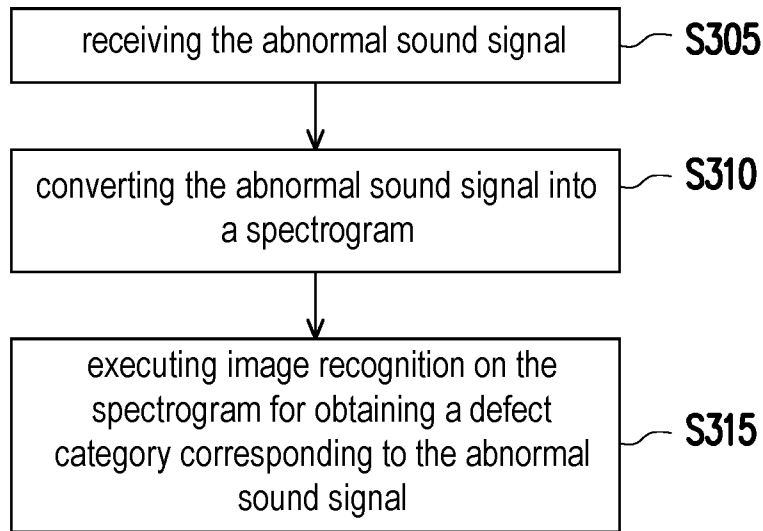 receiving the abnormal sound signal
S305
converting the abnormal sound signal into
a spectrogram
S310
executing image recognition on the
spectrogram for obtaining a defect
category corresponding to the abnormal
sound signal
S315